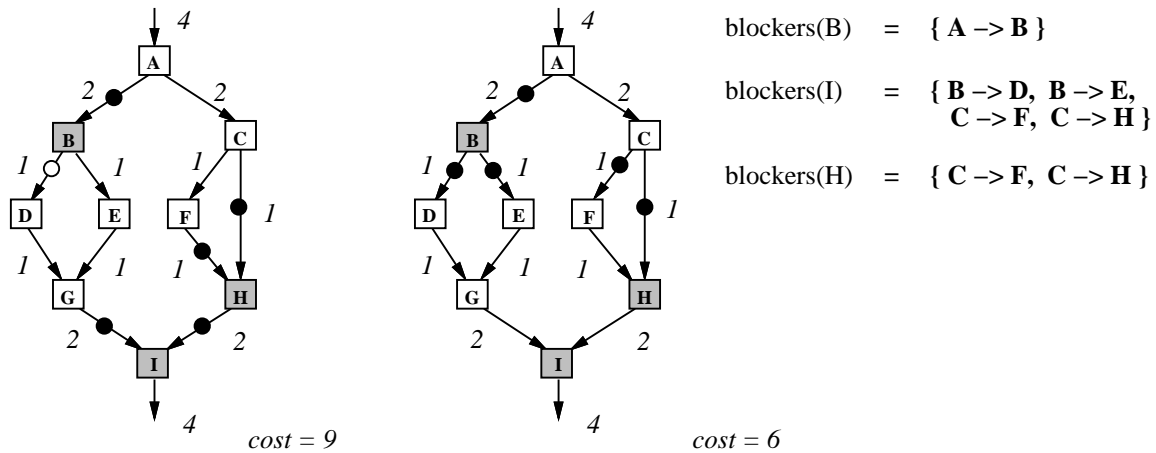 4
A
2
2
B
C
1
1
1
1
D
E
F
1
1
1
G
H
2
2
I
4
cost = 9
4
A
2
2
B
C
1
1
1
1
D
E
F
1
1
1
G
H
2
2
I
4
cost = 6
blockers(B) = { A –> B }
blockers(I) = { B –> D, B –> E,
C –> F, C –> H }
blockers(H) = { C –> F, C –> H }